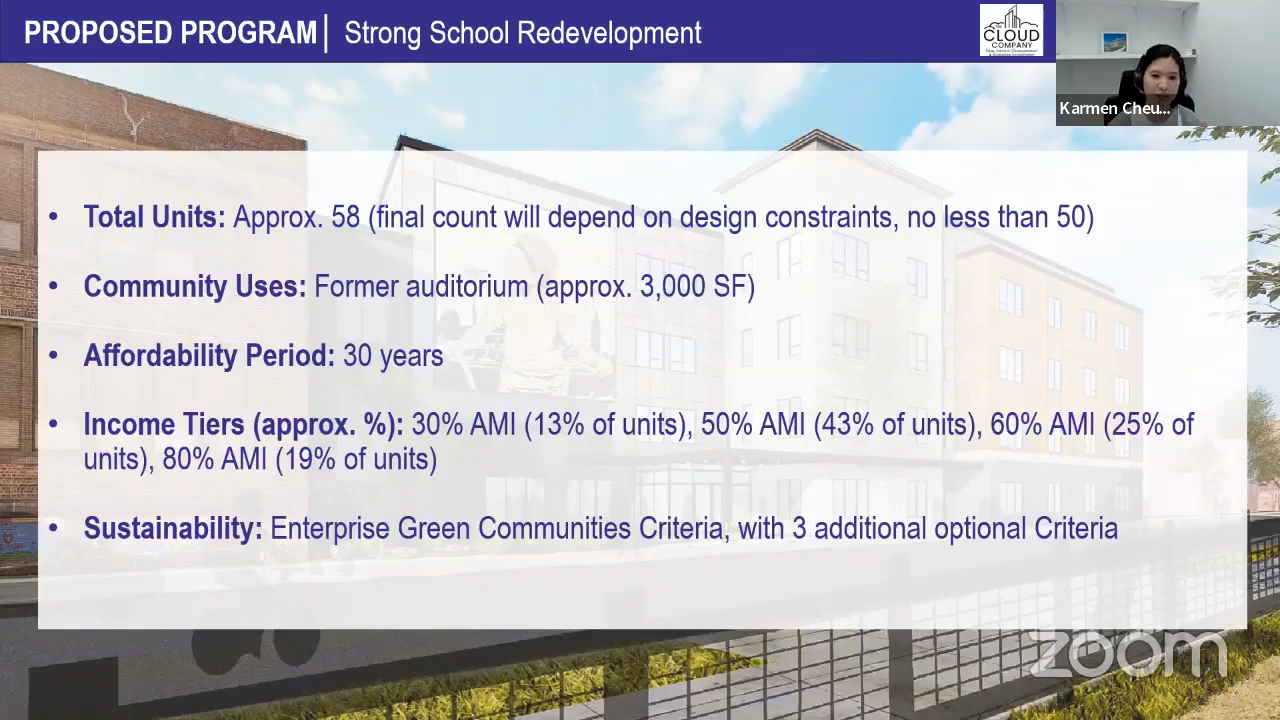 PROPOSED PROGRAM| Strong School Redevelopment
THE
CLOUD
COMPANY
Karmen Cheu...
• Total Units: Approx. 58 (final count will depend on design constraints, no less than 50)
• Community Uses: Former auditorium (approx. 3,000 SF)
• Affordability Period: 30 years
• Income Tiers (approx. %): 30% AMI (13% of units), 50% AMI (43% of units), 60% AMI (25% of
units), 80% AMI (19% of units)
• Sustainability: Enterprise Green Communities Criteria, with 3 additional optional Criteria
zoom